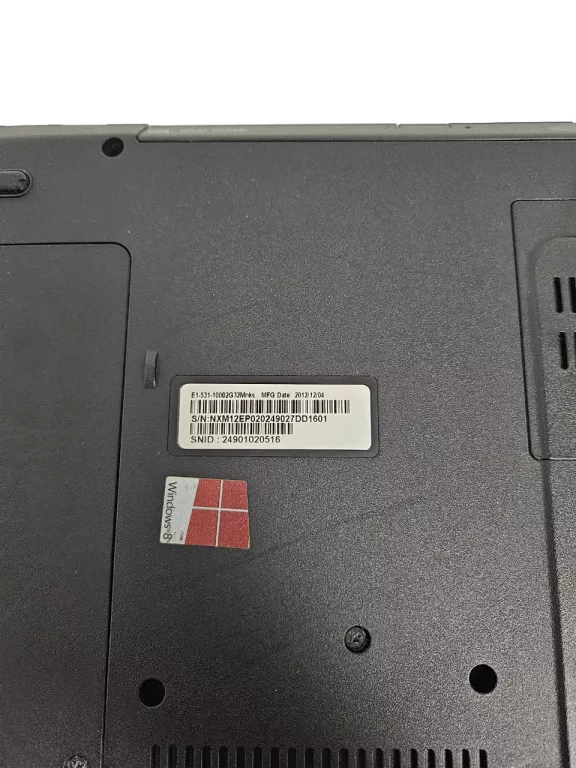 E1-531-10002G32Mnks MFG Date: 2012/12/04
S/N:NXM12EP020249027DD1601
SNID : 24901020516
Windows 8